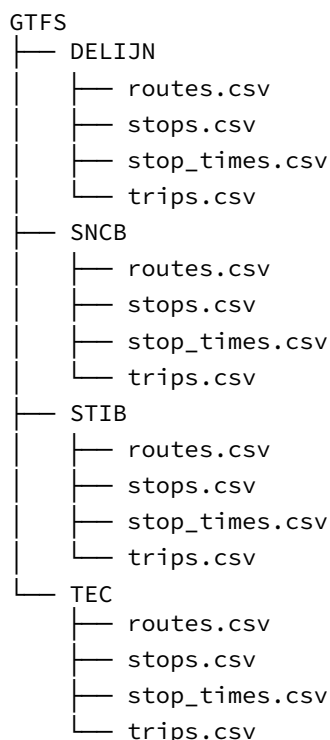 GTFS
├── DELIJN
│   ├── routes.csv
│   ├── stops.csv
│   ├── stop_times.csv
│   └── trips.csv
├── SNCB
│   ├── routes.csv
│   ├── stops.csv
│   ├── stop_times.csv
│   └── trips.csv
├── STIB
│   ├── routes.csv
│   ├── stops.csv
│   ├── stop_times.csv
│   └── trips.csv
└── TEC
    ├── routes.csv
    ├── stops.csv
    ├── stop_times.csv
    └── trips.csv